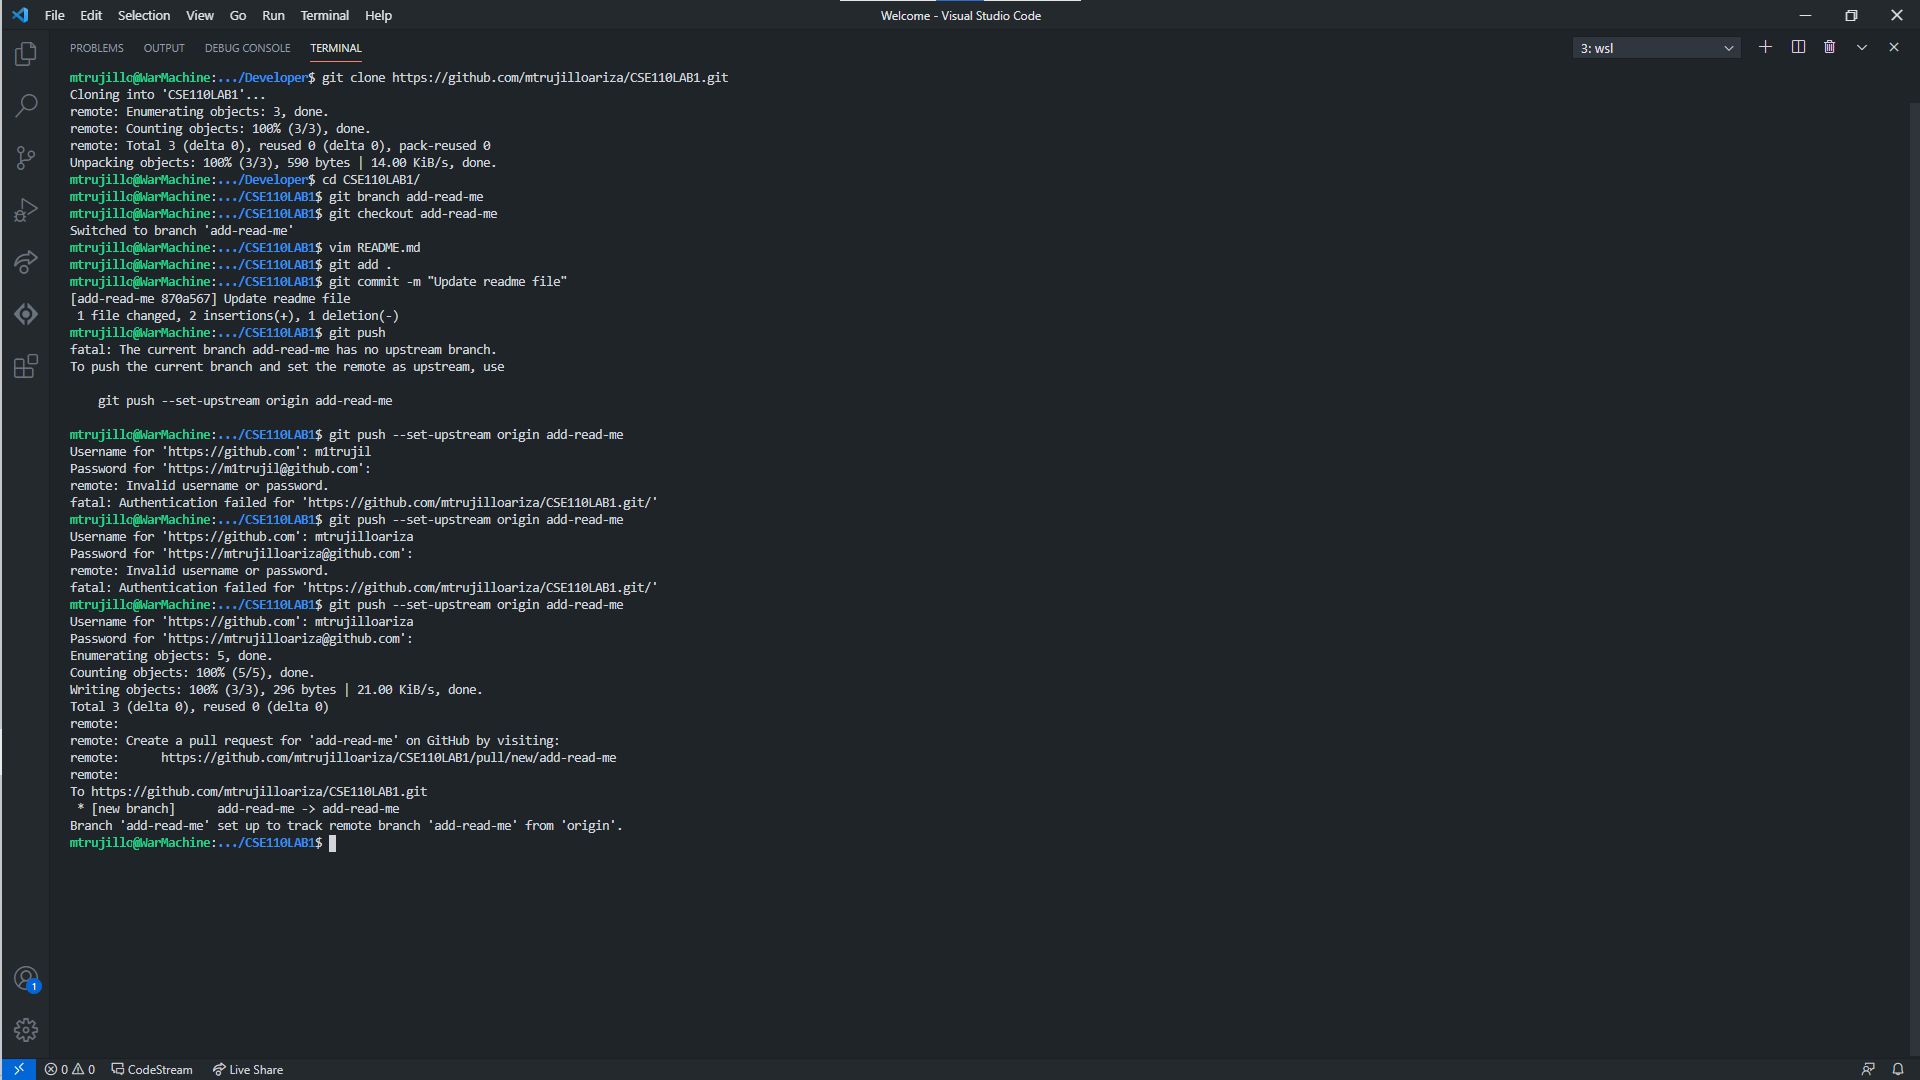 File Edit Selection View Go Run Terminal Help
Welcome - Visual Studio Code
PROBLEMS OUTPUT DEBUG CONSOLE TERMINAL
3: wsl
mtrujillo@WarMachine:.../Developer$ git clone https://github.com/mtrujilloariza/CSE110LAB1.git
Cloning into 'CSE110LAB1'...
remote: Enumerating objects: 3, done.
remote: Counting objects: 100% (3/3), done.
remote: Total 3 (delta 0), reused 0 (delta 0), pack-reused 0
Unpacking objects: 100% (3/3), 590 bytes | 14.00 KiB/s, done.
mtrujillo@WarMachine:.../Developer$ cd CSE110LAB1/
mtrujillo@WarMachine:.../CSE110LAB1$ git branch add-read-me
mtrujillo@WarMachine:.../CSE110LAB1$ git checkout add-read-me
Switched to branch 'add-read-me'
mtrujillo@WarMachine:.../CSE110LAB1$ vim README.md
mtrujillo@WarMachine:.../CSE110LAB1$ git add .
mtrujillo@WarMachine:.../CSE110LAB1$ git commit -m "Update readme file"
[add-read-me 870a567] Update readme file
 1 file changed, 2 insertions(+), 1 deletion(-)
mtrujillo@WarMachine:.../CSE110LAB1$ git push
fatal: The current branch add-read-me has no upstream branch.
To push the current branch and set the remote as upstream, use
    git push --set-upstream origin add-read-me
mtrujillo@WarMachine:.../CSE110LAB1$ git push --set-upstream origin add-read-me
Username for 'https://github.com': m1trujil
Password for 'https://m1trujil@github.com':
remote: Invalid username or password.
fatal: Authentication failed for 'https://github.com/mtrujilloariza/CSE110LAB1.git/'
mtrujillo@WarMachine:.../CSE110LAB1$ git push --set-upstream origin add-read-me
Username for 'https://github.com': mtrujilloariza
Password for 'https://mtrujilloariza@github.com':
remote: Invalid username or password.
fatal: Authentication failed for 'https://github.com/mtrujilloariza/CSE110LAB1.git/'
mtrujillo@WarMachine:.../CSE110LAB1$ git push --set-upstream origin add-read-me
Username for 'https://github.com': mtrujilloariza
Password for 'https://mtrujilloariza@github.com':
Enumerating objects: 5, done.
Counting objects: 100% (5/5), done.
Writing objects: 100% (3/3), 296 bytes | 21.00 KiB/s, done.
Total 3 (delta 0), reused 0 (delta 0)
remote:
remote: Create a pull request for 'add-read-me' on GitHub by visiting:
remote:      https://github.com/mtrujilloariza/CSE110LAB1/pull/new/add-read-me
remote:
To https://github.com/mtrujilloariza/CSE110LAB1.git
 * [new branch]      add-read-me -> add-read-me
Branch 'add-read-me' set up to track remote branch 'add-read-me' from 'origin'.
mtrujillo@WarMachine:.../CSE110LAB1$
1
0 0 CodeStream Live Share